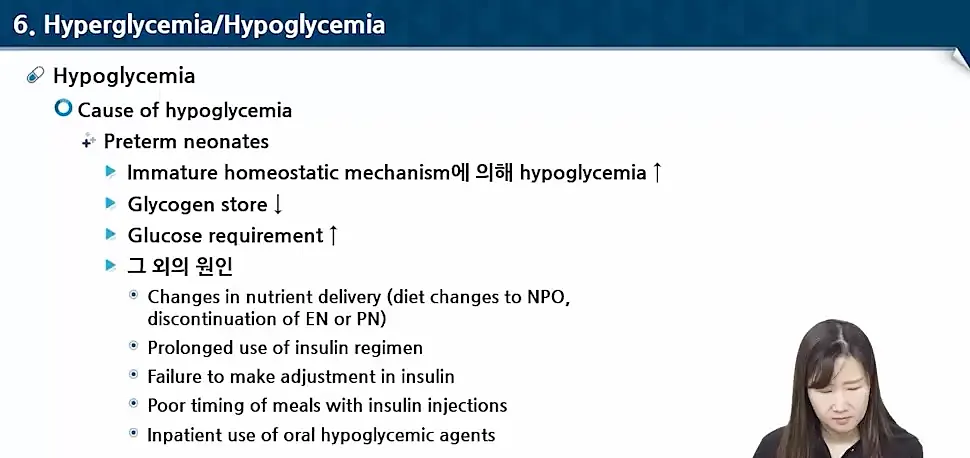 6. Hyperglycemia/Hypoglycemia
Hypoglycemia
Cause of hypoglycemia
Preterm neonates
Immature homeostatic mechanism에 의해 hypoglycemia ↑
Glycogen store ↓
Glucose requirement ↑
그 외의 원인
Changes in nutrient delivery (diet changes to NPO,
discontinuation of EN or PN)
Prolonged use of insulin regimen
Failure to make adjustment in insulin
Poor timing of meals with insulin injections
Inpatient use of oral hypoglycemic agents